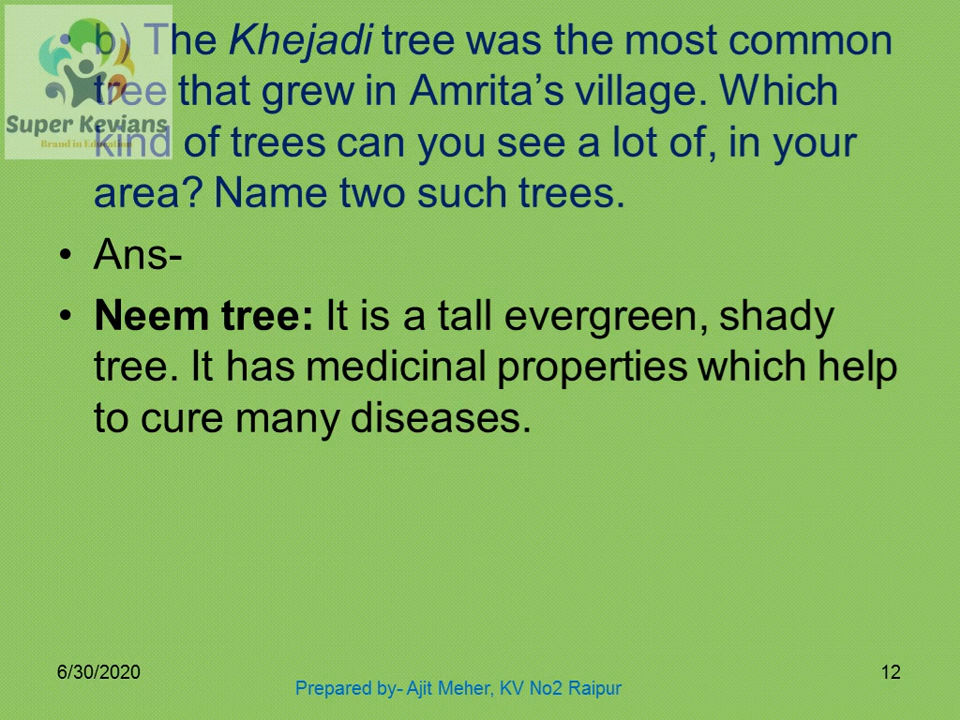 • b) The Khejadi tree was the most common
tree that grew in Amrita’s village. Which
kind of trees can you see a lot of, in your
area? Name two such trees.
• Ans-
• Neem tree: It is a tall evergreen, shady
tree. It has medicinal properties which help
to cure many diseases.
Super Kevians
Brand in Education
6/30/2020
12
Prepared by- Ajit Meher, KV No2 Raipur